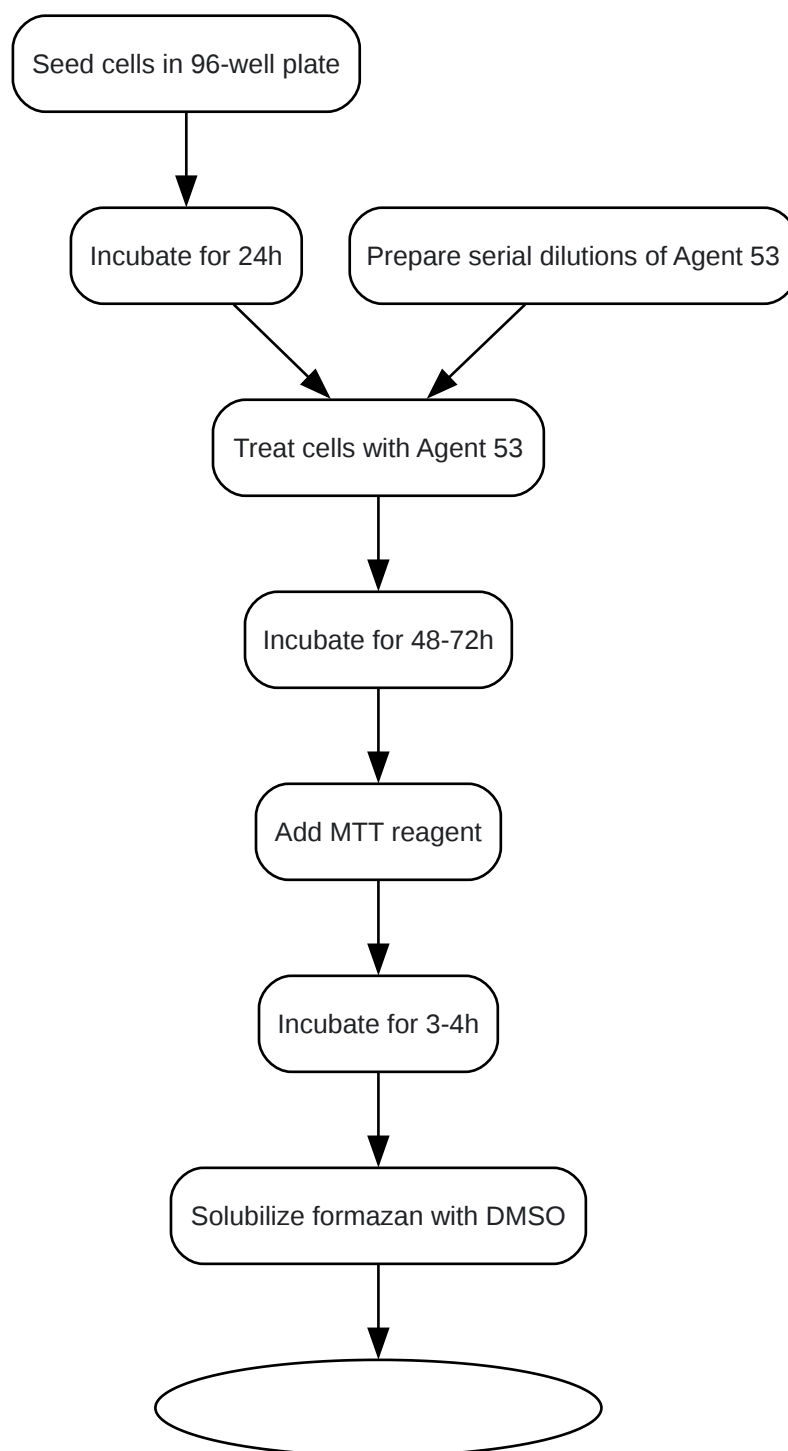 Seed cells in 96-well plate
Incubate for 24h
Prepare serial dilutions of Agent 53
Treat cells with Agent 53
Incubate for 48-72h
Add MTT reagent
Incubate for 3-4h
Solubilize formazan with DMSO